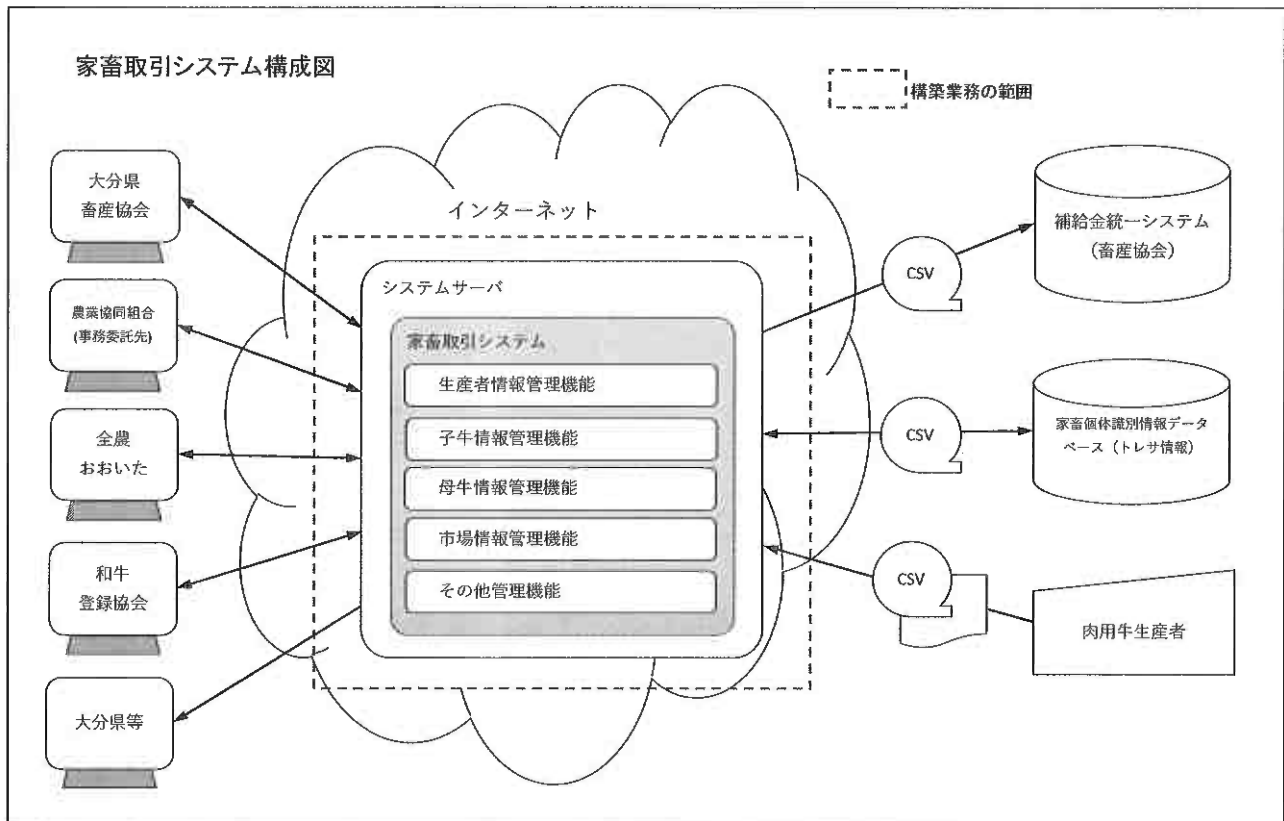 家畜取引システム構成図
構築業務の範囲
大分県
畜産協会
農業協同組合
(事務委託先)
全農
おおいた
和牛
登録協会
大分県等
インターネット
システムサーバ
家畜取引システム
生産者情報管理機能
子牛情報管理機能
母牛情報管理機能
市場情報管理機能
その他管理機能
CSV
補給金統一システム
(畜産協会)
CSV
家畜個体識別情報データ
ベース（トレサ情報）
CSV
肉用牛生産者